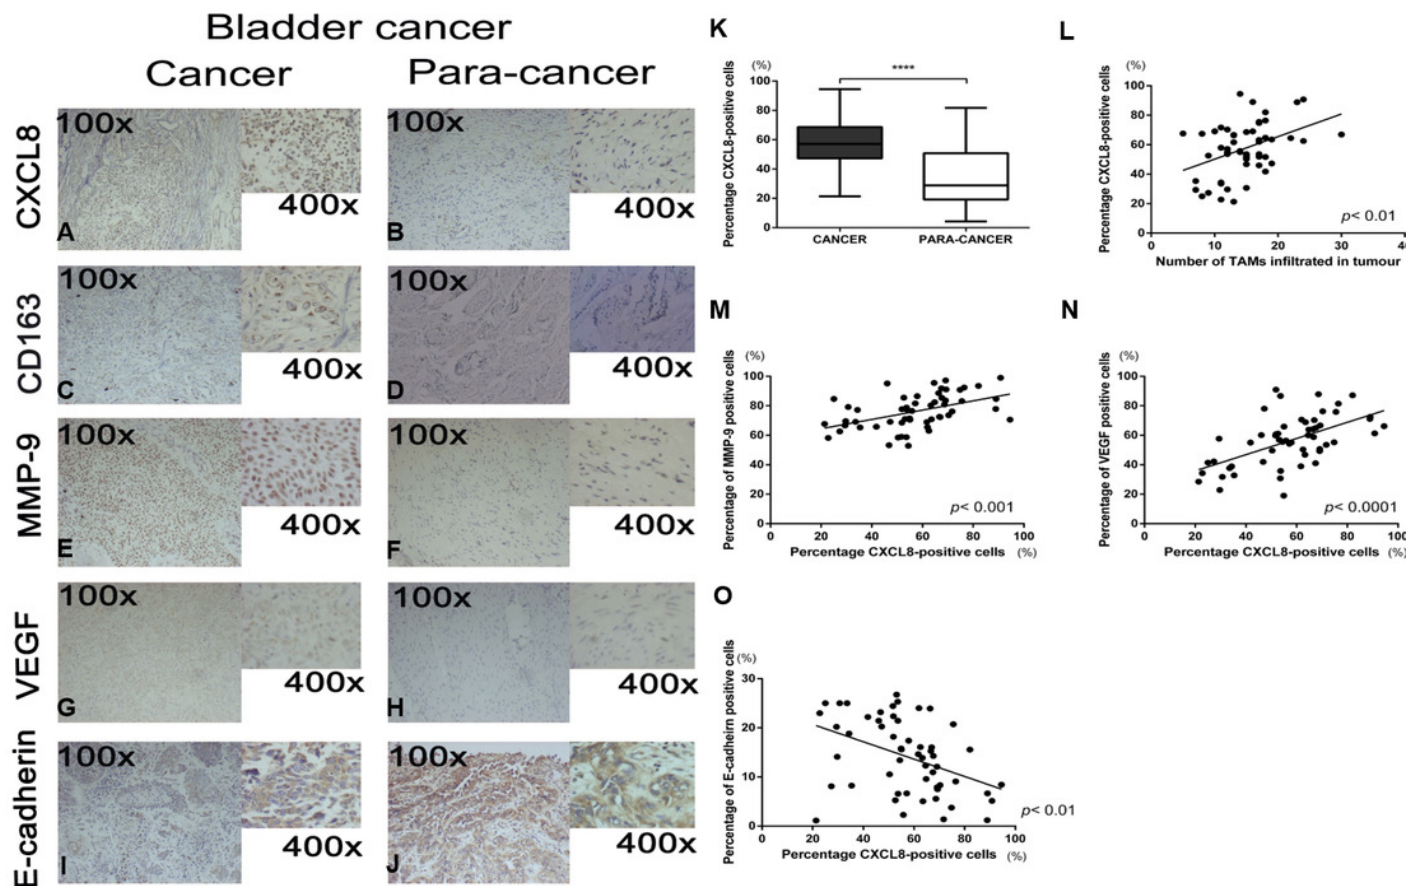 Bladder cancer
Cancer Para-cancer
CXCL8
100x
400x
A
100x
400x
B
CD163
100x
400x
C
100x
400x
D
MMP-9
100x
400x
E
100x
400x
F
VEGF
100x
400x
G
100x
400x
H
E-cadherin
100x
400x
I
100x
400x
J
K
(%)
Percentage CXCL8-positive cells
100
80
60
40
20
0
****
CANCER PARA-CANCER
L
(%)
Percentage CXCL8-positive cells
100
80
60
40
20
0
p< 0.01
0 10 20 30 40
Number of TAMs infiltrated in tumour
M
(%)
Percentage of MMP-9 positive cells
100
80
60
40
20
0
p< 0.001
0 20 40 60 80 100
Percentage CXCL8-positive cells (%)
N
(%)
Percentage of VEGF positive cells
100
80
60
40
20
0
p< 0.0001
0 20 40 60 80 100
Percentage CXCL8-positive cells (%)
O
(%)
Percentage of E-cadheirn positive cells
30
20
10
0
p< 0.01
0 20 40 60 80 100
Percentage CXCL8-positive cells (%)